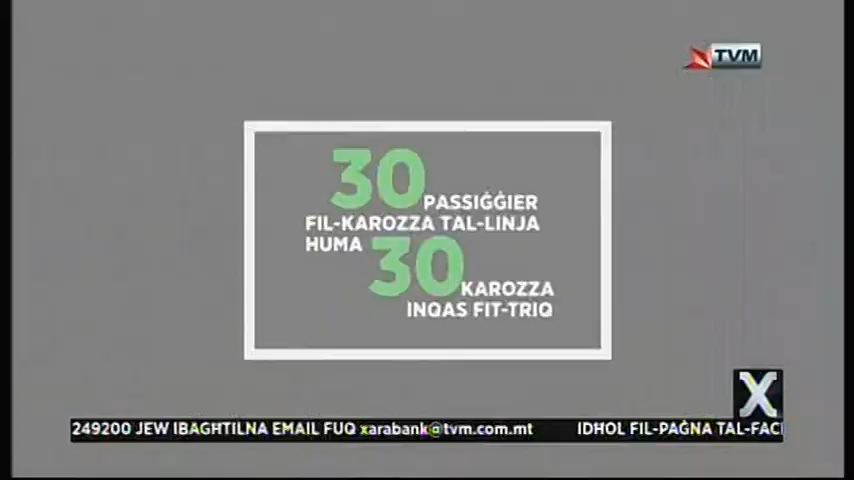 TVM
30 PASSIĠĠIER
FIL-KAROZZA TAL-LINJA
HUMA 30 KAROZZA
INQAS FIT-TRIQ
X
249200 JEW IBAGHTILNA EMAIL FUQ xarabank@tvm.com.mt IDHOL FIL-PAĠNA TAL-FAC